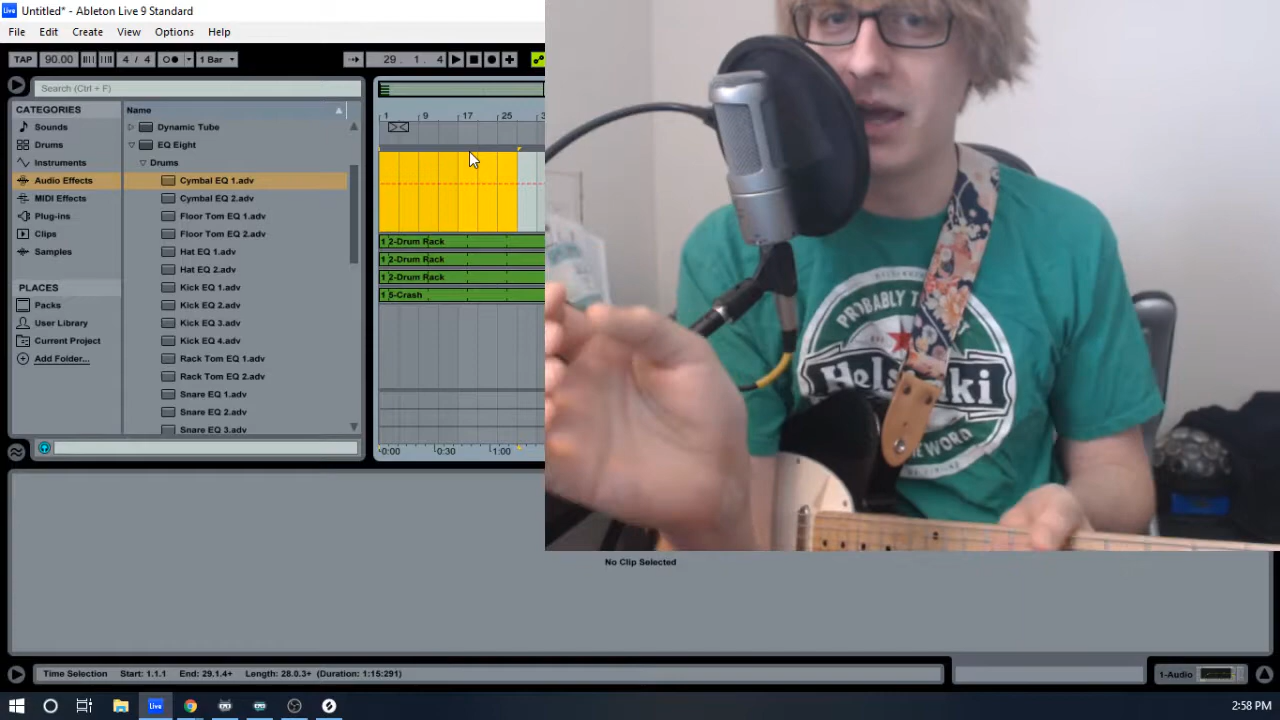 Untitled* - Ableton Live 9 Standard
File Edit Create View Options Help
TAP 90.00 4 / 4 1 Bar 29. 1. 4
Search (Ctrl + F)
CATEGORIES
Sounds
Drums
Instruments
Audio Effects
MIDI Effects
Plug-ins
Clips
Samples
PLACES
Packs
User Library
Current Project
Add Folder...
Name
Dynamic Tube
EQ Eight
Drums
Cymbal EQ 1.adv
Cymbal EQ 2.adv
Floor Tom EQ 1.adv
Floor Tom EQ 2.adv
Hat EQ 1.adv
Hat EQ 2.adv
Kick EQ 1.adv
Kick EQ 2.adv
Kick EQ 3.adv
Kick EQ 4.adv
Rack Tom EQ 1.adv
Rack Tom EQ 2.adv
Snare EQ 1.adv
Snare EQ 2.adv
Snare EQ 3.adv
1 9 17 25
1 2-Drum Rack
1 2-Drum Rack
1 2-Drum Rack
1 5-Crash
0:00 0:30 1:00
PROBABLY
Helsinki
WORD
No Clip Selected
Time Selection Start: 1.1.1 End: 29.1.4+ Length: 28.0.3+ (Duration: 1:15:291)
1-Audio
Live
2:58 PM